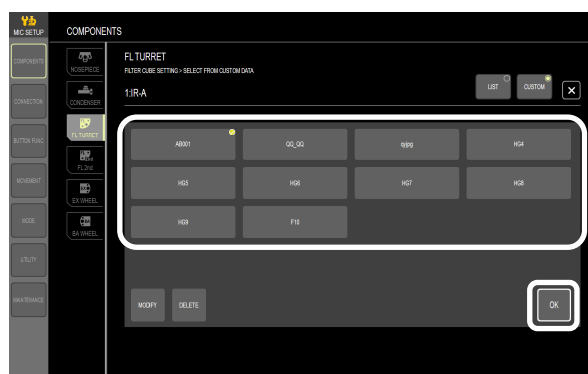 MIC SETUP
COMPONENTS
COMPONENTS
CONNECTION
BUTTON FUNC
MOVEMENT
MODE
UTILITY
MAINTENANCE
NOSEPIECE
CONDENSER
FL TURRET
FL 2nd
EX WHEEL
BA WHEEL
FL TURRET
FILTER CUBE SETTING > SELECT FROM CUSTOM DATA
1:IR-A
LIST
CUSTOM
AB001
QQ_QQ
HG4
HG5
HG6
HG7
HG8
HG9
F10
MODIFY
DELETE
OK